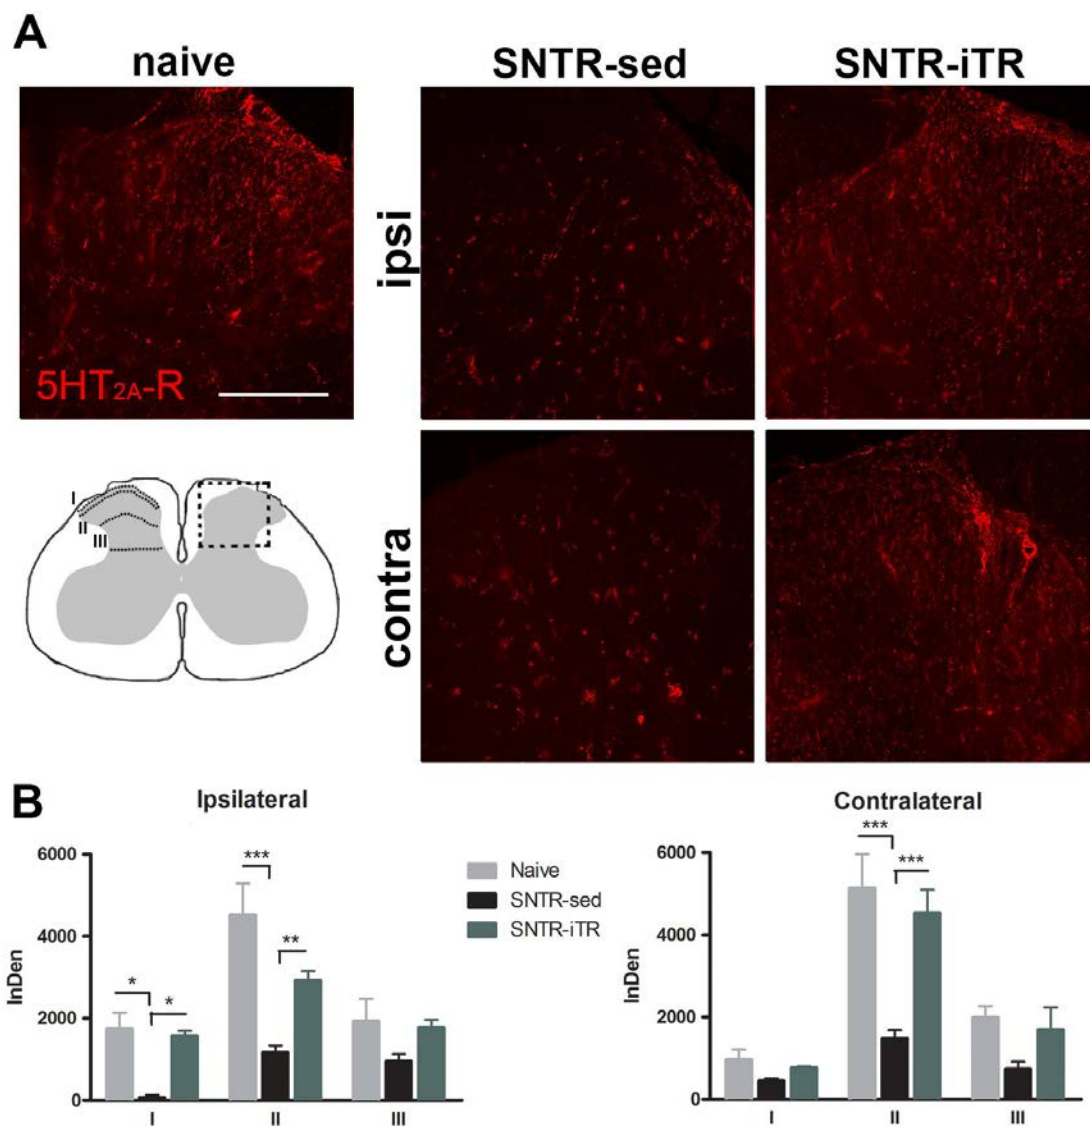 A
naive
SNTR-sed
SNTR-iTR
ipsi
5HT2A-R
contra
I
II
III
B
Ipsilateral
Contralateral
InDen
6000
4000
2000
0
*
*
***
**
I
II
III
Naive
SNTR-sed
SNTR-iTR
InDen
6000
4000
2000
0
***
***
I
II
III